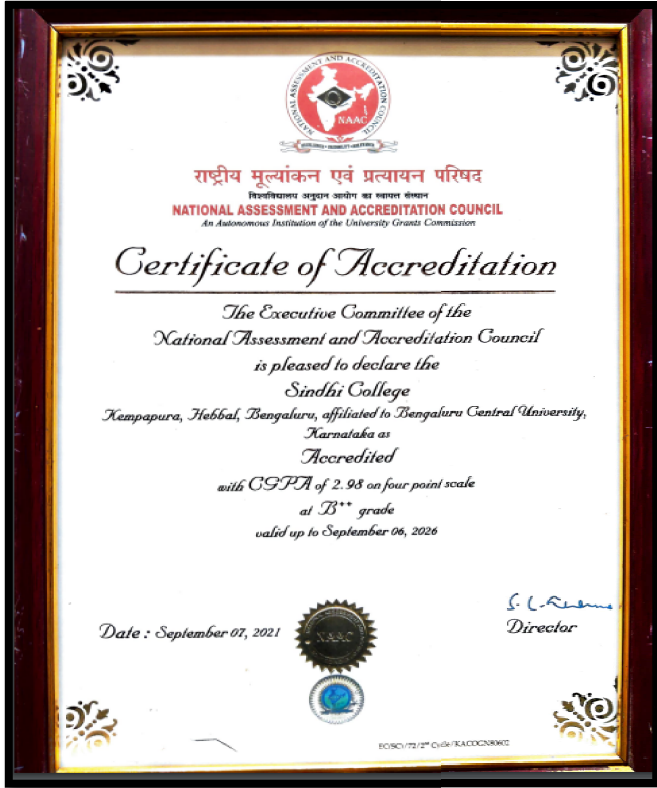 NATIONAL ASSESSMENT AND ACCREDITATION COUNCIL
NAAC
राष्ट्रीय मूल्यांकन एवं प्रत्यायन परिषद
विश्वविद्यालय अनुदान आयोग का स्वायत्त संस्थान
NATIONAL ASSESSMENT AND ACCREDITATION COUNCIL
An Autonomous Institution of the University Grants Commission
Certificate of Accreditation
The Executive Committee of the
National Assessment and Accreditation Council
is pleased to declare the
Sindhi College
Kempapura, Hebbal, Bengaluru, affiliated to Bengaluru Central University,
Karnataka as
Accredited
with CGPA of 2.98 on four point scale
at B++ grade
valid up to September 06, 2026
Date : September 07, 2021
NAAC
Director